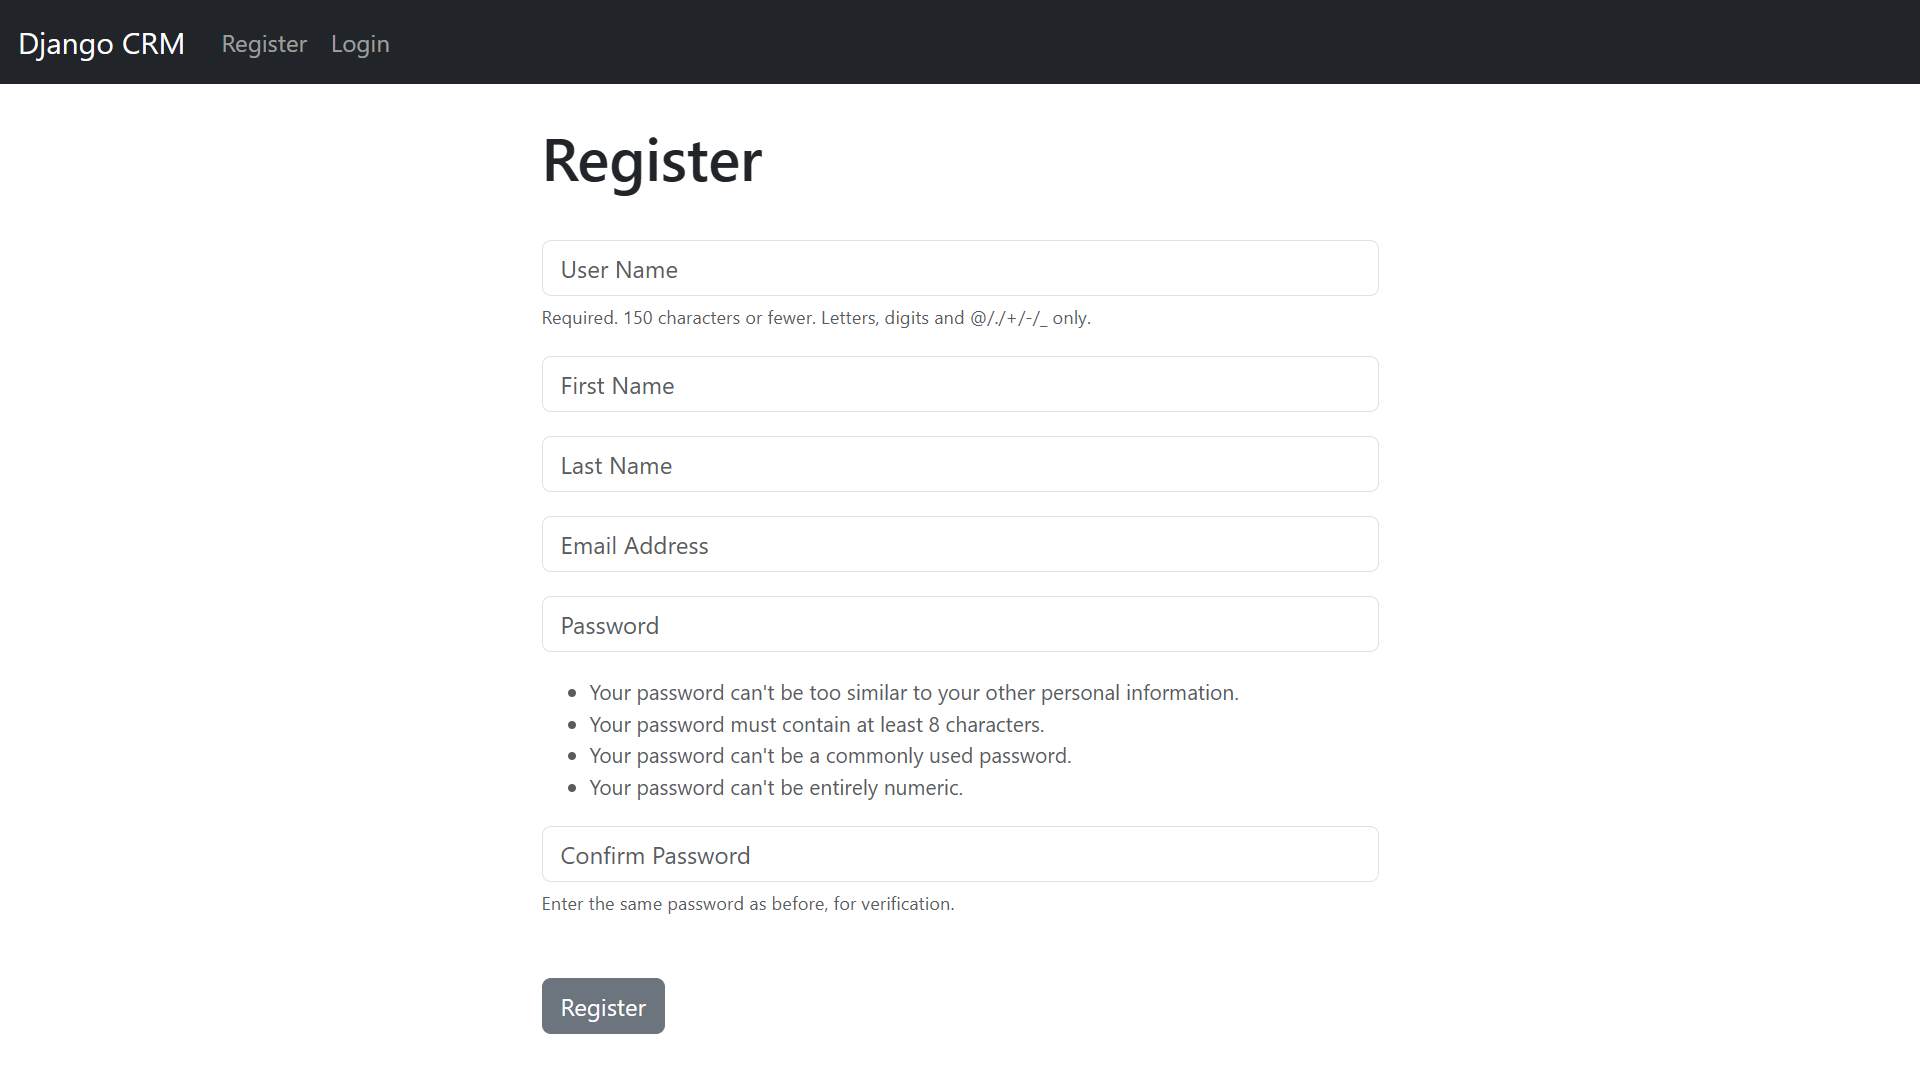 Django CRM Register Login
Register
User Name
Required. 150 characters or fewer. Letters, digits and @/./+/-/_ only.
First Name
Last Name
Email Address
Password
Your password can't be too similar to your other personal information.
Your password must contain at least 8 characters.
Your password can't be a commonly used password.
Your password can't be entirely numeric.
Confirm Password
Enter the same password as before, for verification.
Register